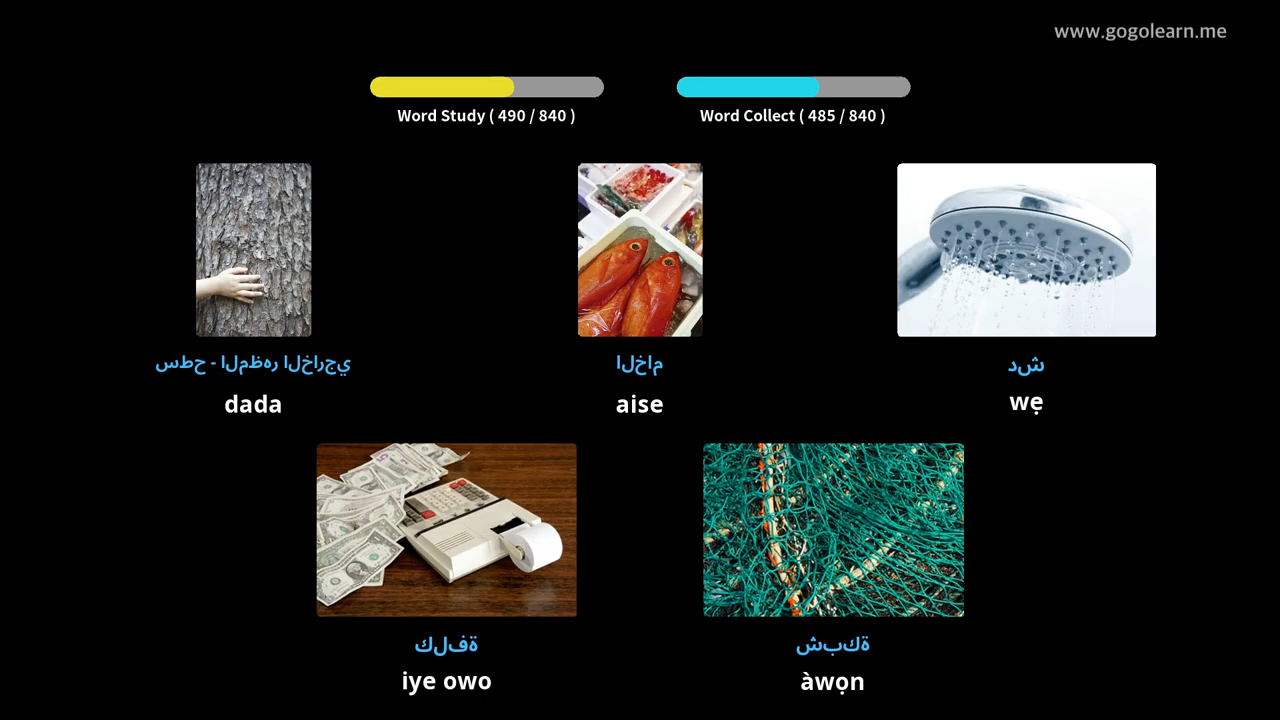 www.gogolearn.me
Word Study ( 490 / 840 )
Word Collect ( 485 / 840 )
سطح - المظهر الخارجي
dada
الخام
aise
دش
wẹ
كلفة
iye owo
شبكة
àwọn